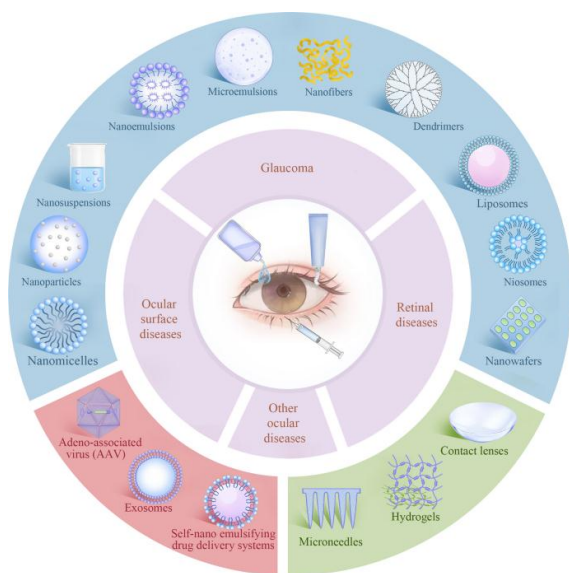 Microemulsions
Nanofibers
Nanoemulsions
Dendrimers
Nanosuspensions
Liposomes
Nanoparticles
Niosomes
Nanomicelles
Nanowafers
Glaucoma
Ocular
surface
diseases
Retinal
diseases
Other
ocular
diseases
Adeno-associated
virus (AAV)
Exosomes
Self-nano emulsifying
drug delivery systems
Contact lenses
Hydrogels
Microneedles